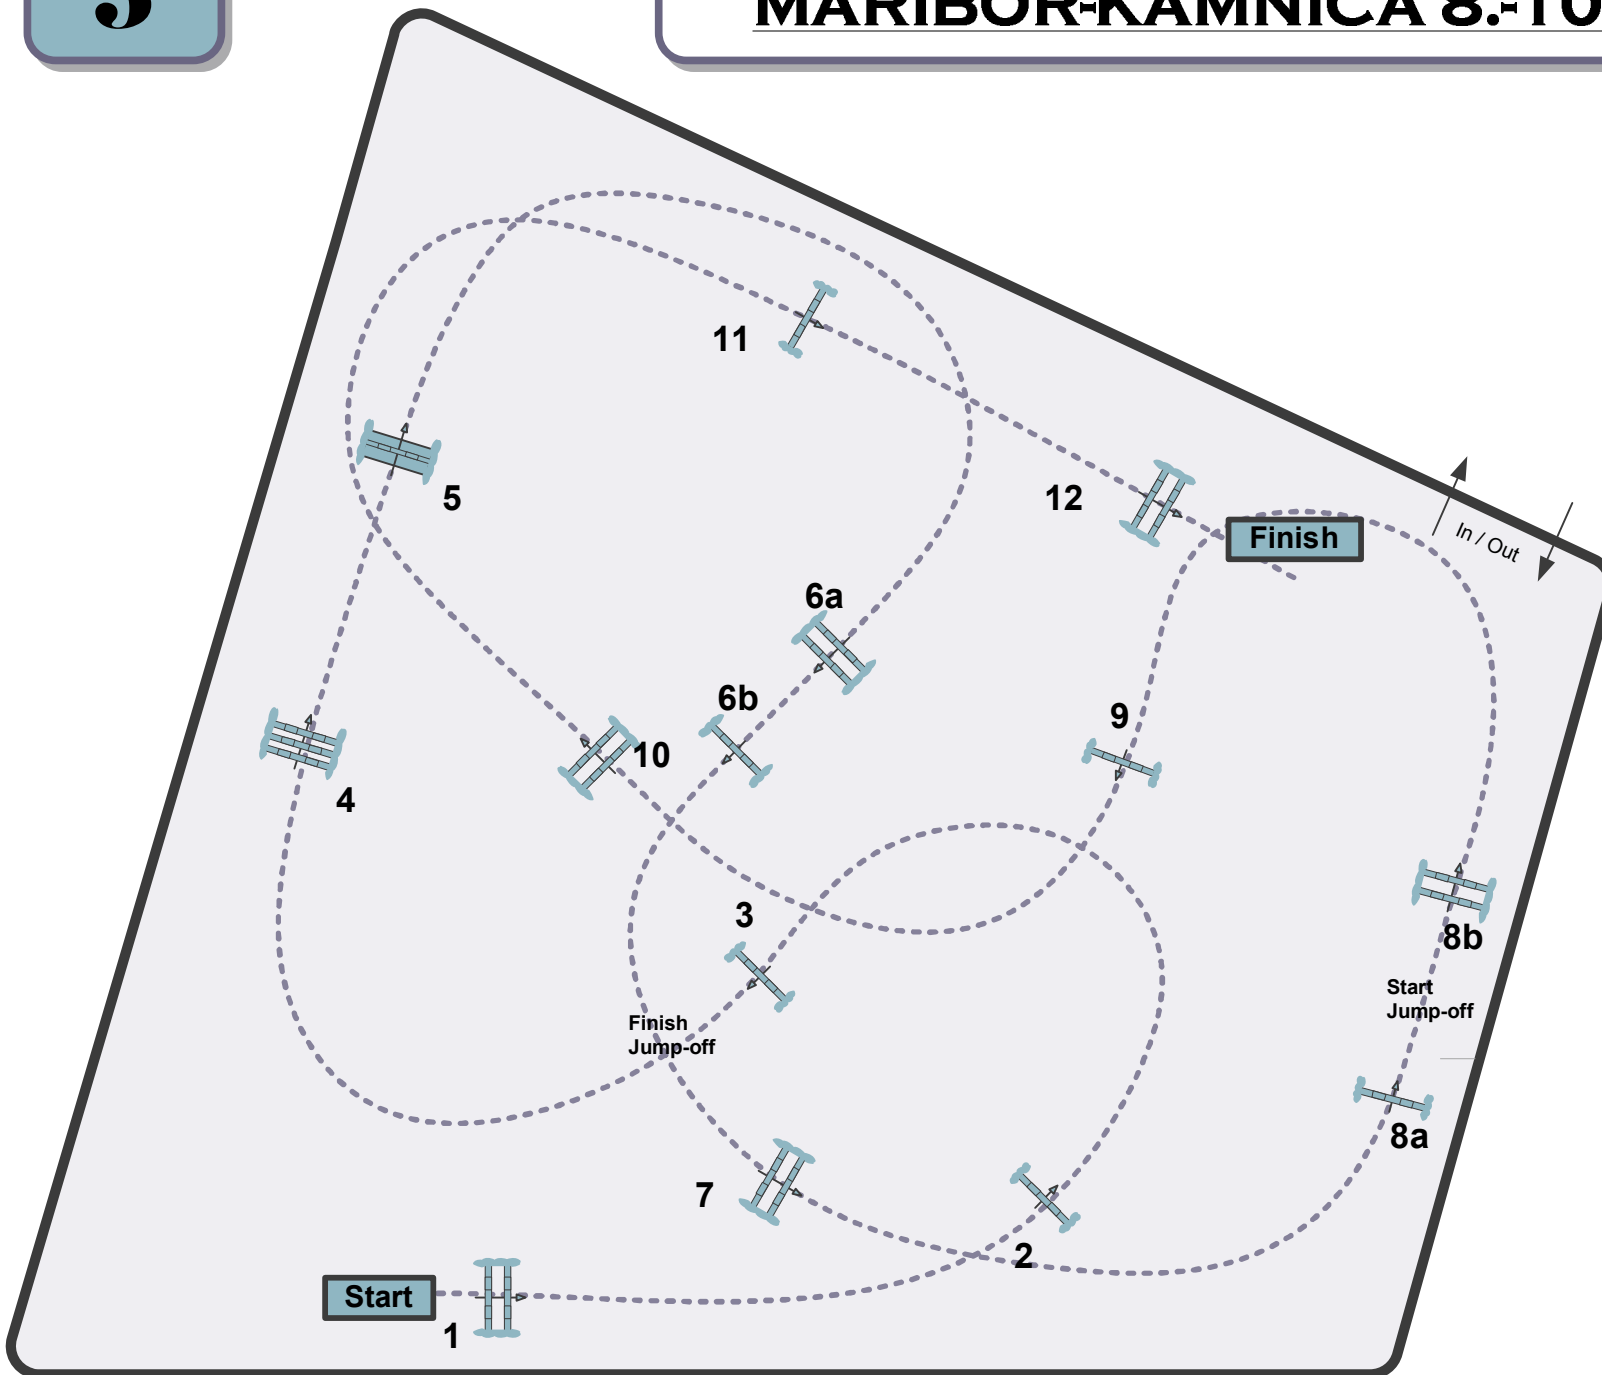 MARIBOR-KAMNICA 8.-10
11
5
12
Finish
In / Out
6a
6b
9
10
4
3
8b
Start
Jump-off
Finish
Jump-off
8a
7
2
Start
1